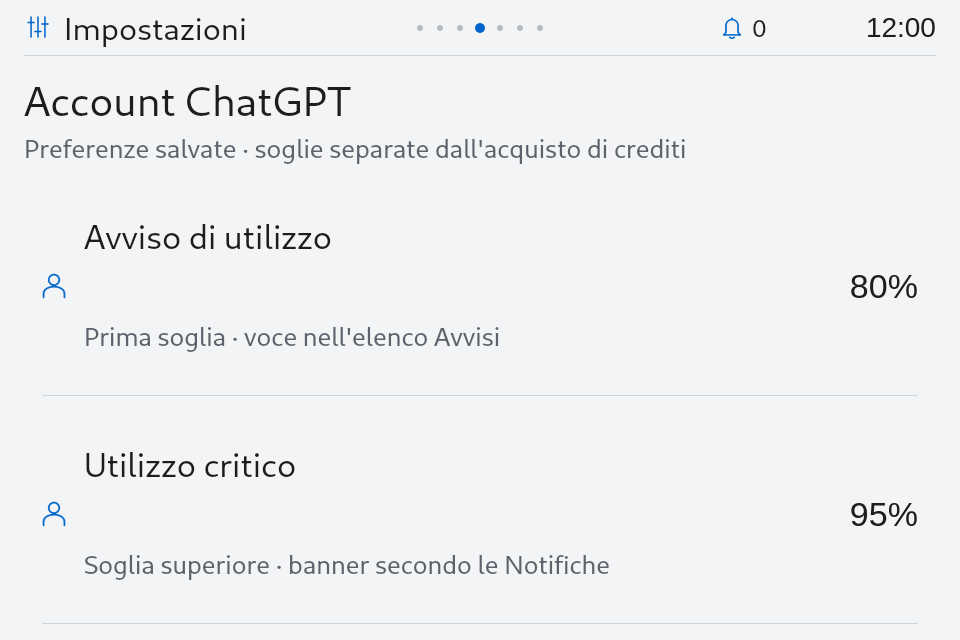 Impostazioni
0
12:00
Account ChatGPT
Preferenze salvate · soglie separate dall'acquisto di crediti
Avviso di utilizzo
80%
Prima soglia · voce nell'elenco Avvisi
Utilizzo critico
95%
Soglia superiore · banner secondo le Notifiche